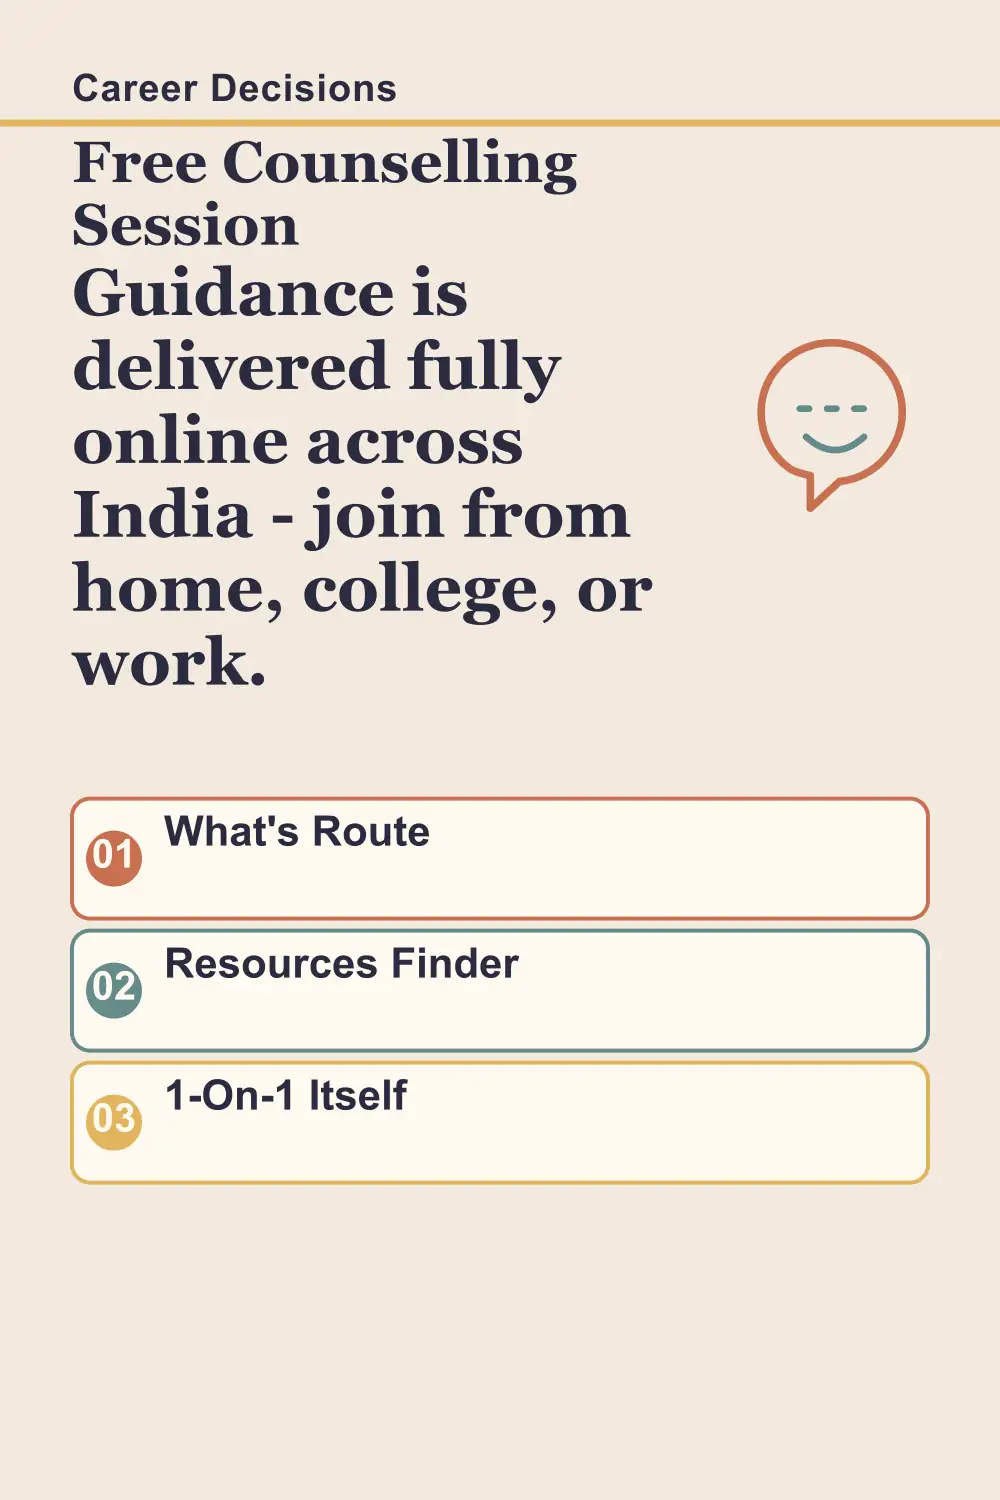 Career Decisions
Free Counselling
Session
Guidance is
delivered fully
online across
India - join from
home, college, or
work.
01 What's Route
02 Resources Finder
03 1-On-1 Itself